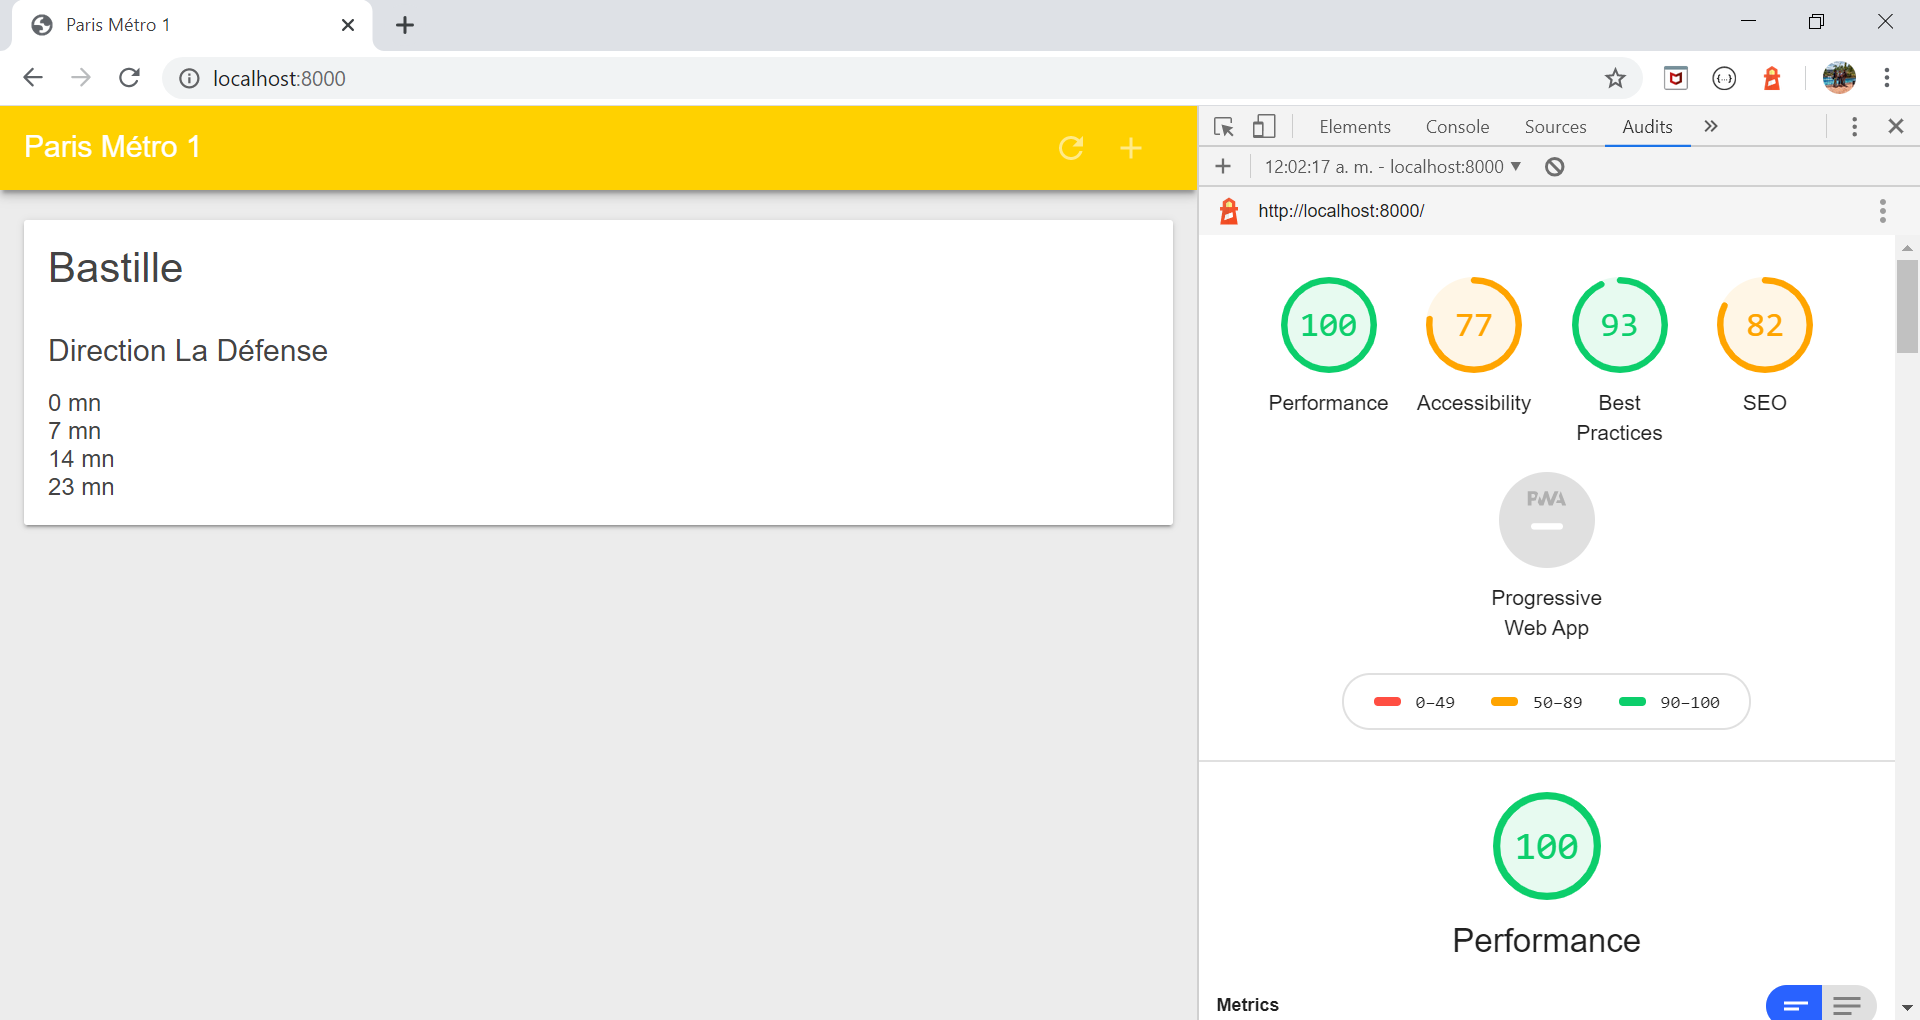 Paris Métro 1
localhost:8000
Paris Métro 1
Bastille
Direction La Défense
0 mn
7 mn
14 mn
23 mn
Elements Console Sources Audits
12:02:17 a. m. - localhost:8000
http://localhost:8000/
100 77 93 82
Performance Accessibility Best Practices SEO
PWA
Progressive
Web App
0–49 50–89 90–100
100
Performance
Metrics